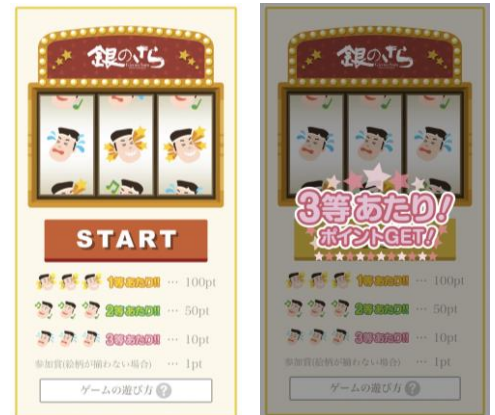 銀のさら
START
1等あたり!! … 100pt
2等あたり!! … 50pt
3等あたり!! … 10pt
参加賞(絵柄が揃わない場合) … 1pt
ゲームの遊び方 ?
銀のさら
3等あたり!
ポイントGET!
1等あたり!! … 100pt
2等あたり!! … 50pt
3等あたり!! … 10pt
参加賞(絵柄が揃わない場合) … 1pt
ゲームの遊び方 ?